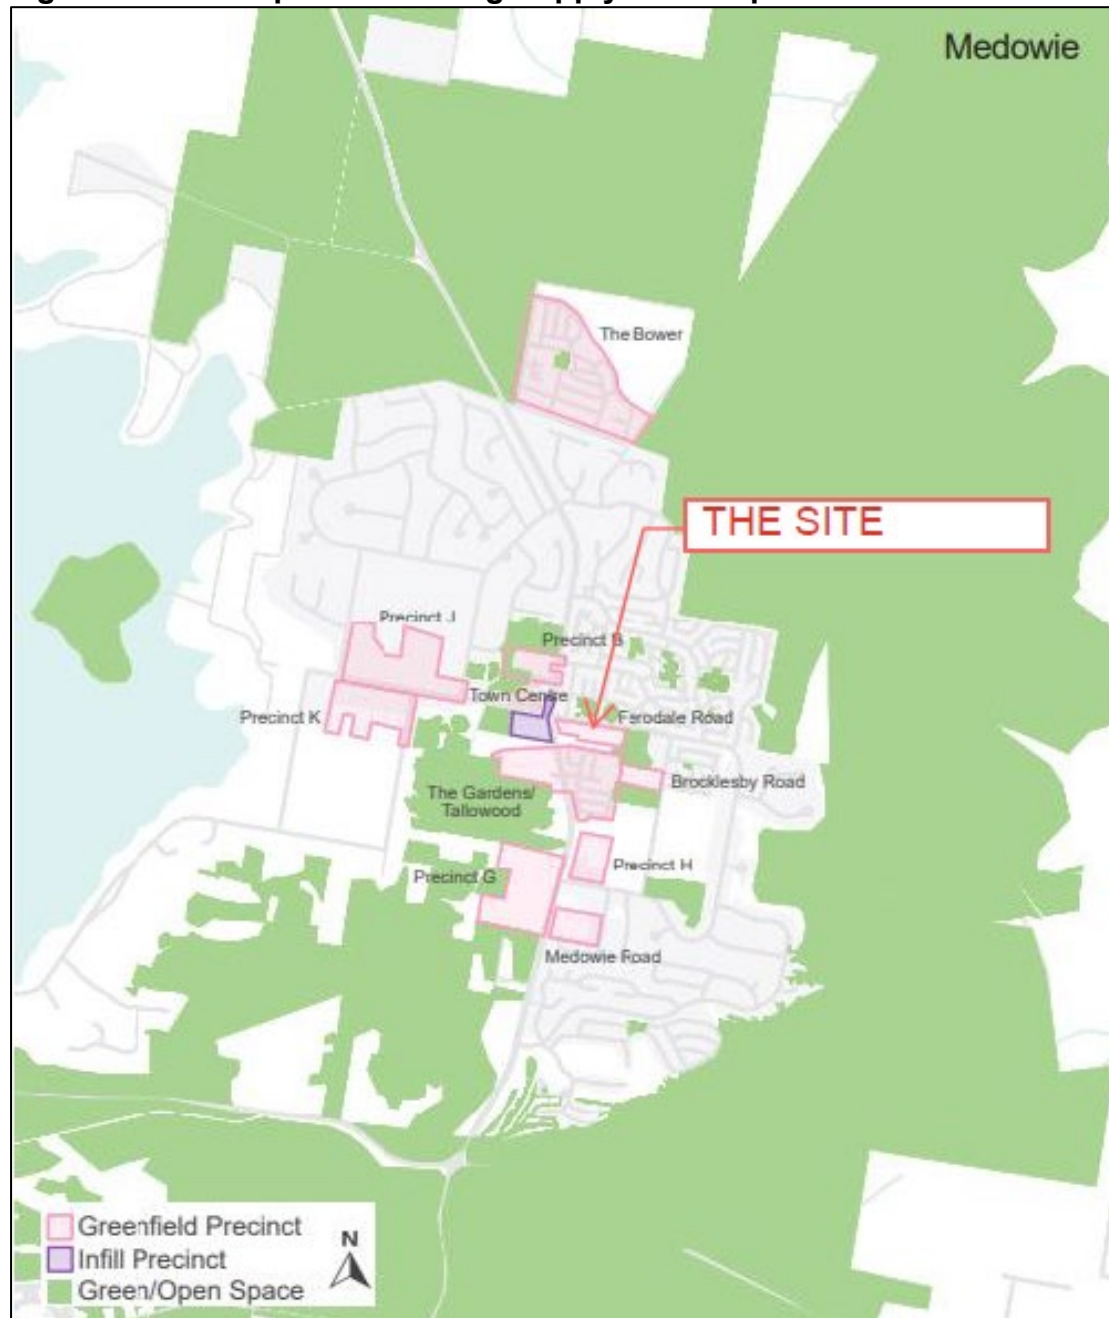 Medowie
The Bower
THE SITE
Precinct J
Precinct B
Town Centre
Precinct K
Ferodale Road
Brocklesby Road
The Gardens/
Tallowood
Precinct H
Precinct G
Medowie Road
Greenfield Precinct
Infill Precinct
Green/Open Space
N